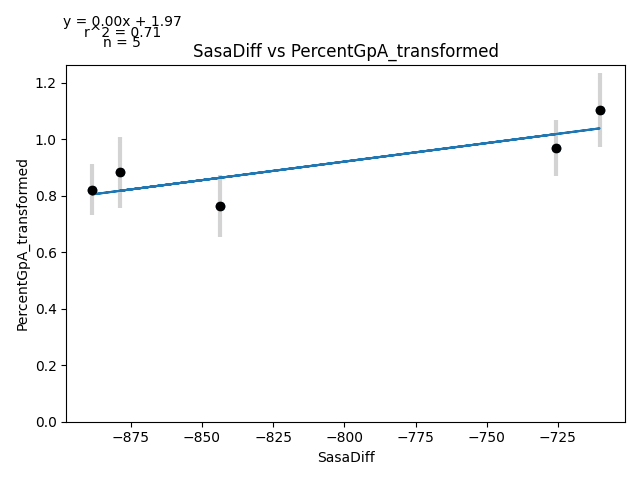 y = 0.00x + 1.97
r^2 = 0.71
n = 5
SasaDiff vs PercentGpA_transformed
PercentGpA_transformed
1.2
1.0
0.8
0.6
0.4
0.2
0.0
−875
−850
−825
−800
−775
−750
−725
SasaDiff